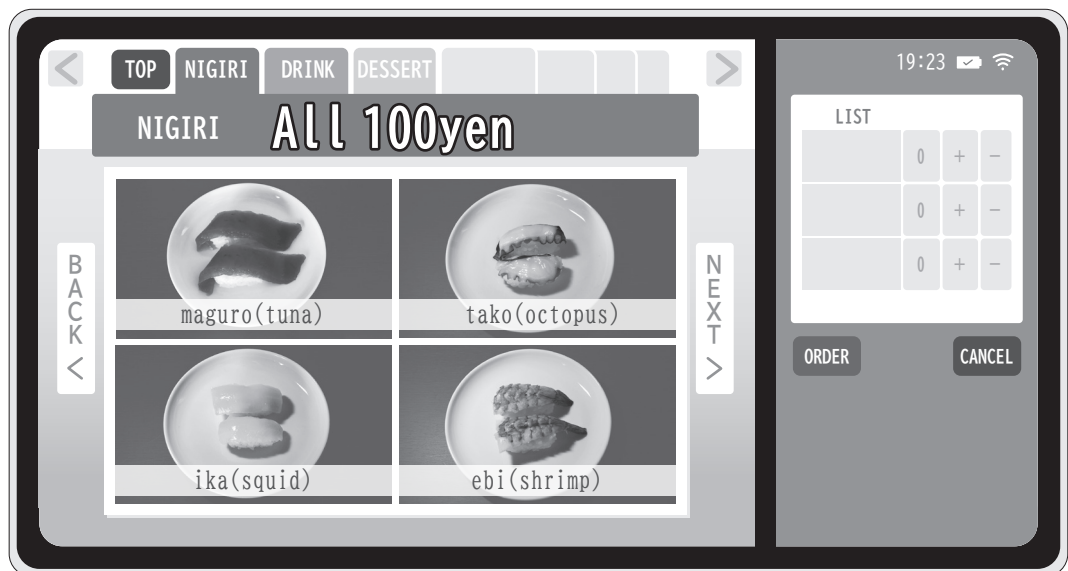 TOP NIGIRI DRINK DESSERT
NIGIRI All 100yen
maguro(tuna)
tako(octopus)
ika(squid)
ebi(shrimp)
BACK
<
NEXT
>
19:23
LIST
0 + -
0 + -
0 + -
ORDER CANCEL